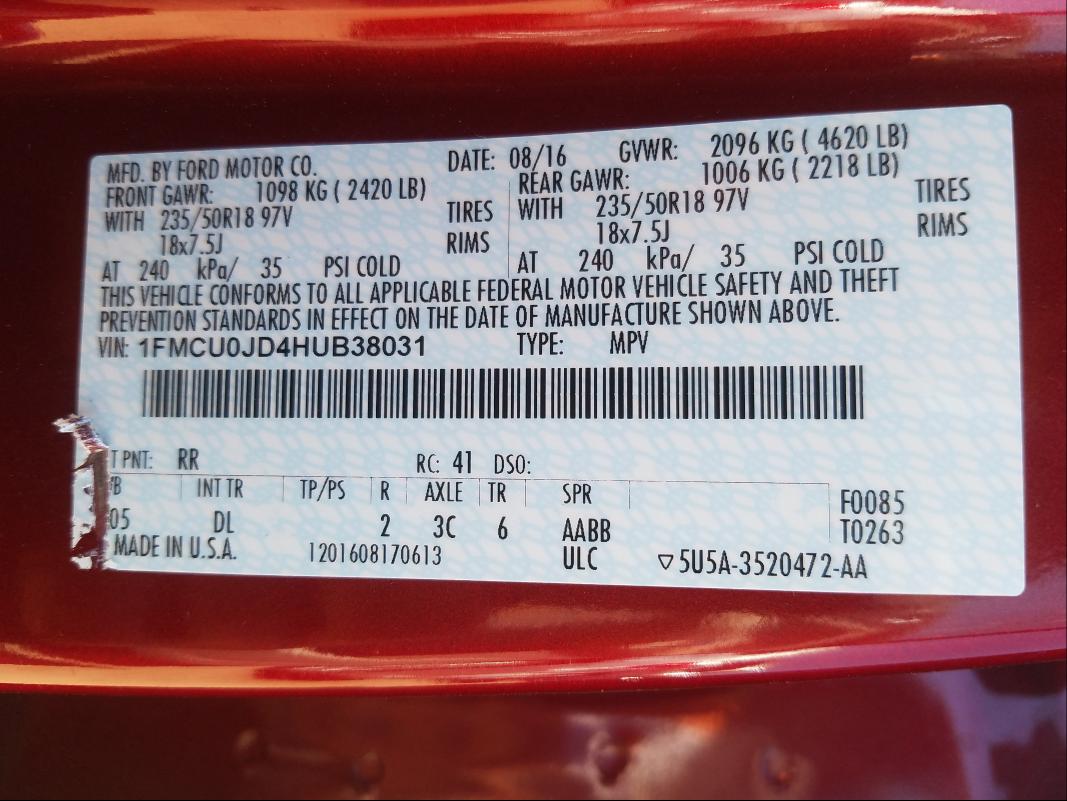 MFD. BY FORD MOTOR CO. DATE: 08/16 GVWR: 2096 KG ( 4620 LB)
FRONT GAWR: 1098 KG ( 2420 LB) REAR GAWR: 1006 KG ( 2218 LB)
WITH 235/50R18 97V TIRES WITH 235/50R18 97V TIRES
18x7.5J RIMS 18x7.5J RIMS
AT 240 kPa/ 35 PSI COLD AT 240 kPa/ 35 PSI COLD
THIS VEHICLE CONFORMS TO ALL APPLICABLE FEDERAL MOTOR VEHICLE SAFETY AND THEFT
PREVENTION STANDARDS IN EFFECT ON THE DATE OF MANUFACTURE SHOWN ABOVE.
VIN: 1FMCU0JD4HUB38031 TYPE: MPV
T PNT: RR RC: 41 DSO:
B INT TR TP/PS R AXLE TR SPR F0085
05 DL 2 3C 6 AABB T0263
MADE IN U.S.A. 1201608170613 ULC ▽5U5A-3520472-AA